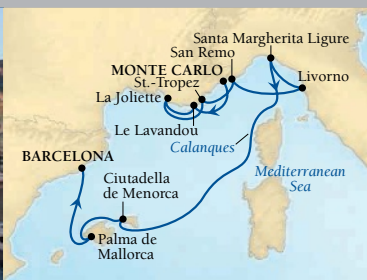 Santa Margherita Ligure
San Remo
MONTE CARLO
St.-Tropez
Livorno
La Joliette
Le Lavandou
Calanques
BARCELONA
Ciutadella
de Menorca
Mediterranean
Sea
Palma de
Mallorca